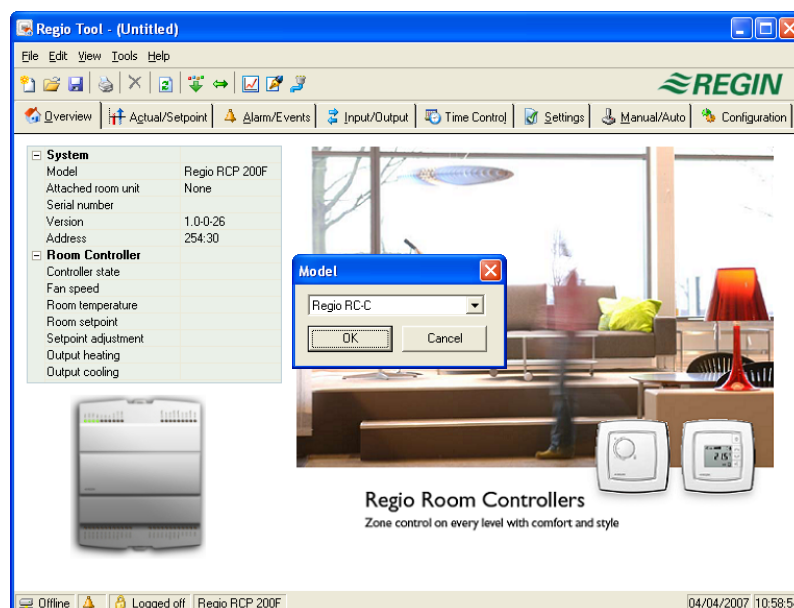 Regio Tool - (Untitled)
File Edit View Tools Help
REGIN
Overview Actual/Setpoint Alarm/Events Input/Output Time Control Settings Manual/Auto Configuration
System
Model Regio RCP 200F
Attached room unit None
Serial number
Version 1.0-0-26
Address 254:30
Room Controller
Controller state
Fan speed
Room temperature
Room setpoint
Setpoint adjustment
Output heating
Output cooling
Model
Regio RC-C
OK Cancel
21.5
Regio Room Controllers
Zone control on every level with comfort and style
Offline Logged off Regio RCP 200F 04/04/2007 10:58:5